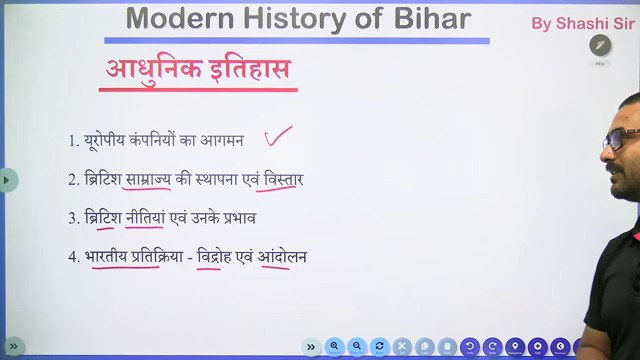 Modern History of Bihar
By Shashi Sir
PEN
आधुनिक इतिहास
1. यूरोपीय कंपनियों का आगमन
2. ब्रिटिश साम्राज्य की स्थापना एवं विस्तार
3. ब्रिटिश नीतियां एवं उनके प्रभाव
4. भारतीय प्रतिक्रिया - विद्रोह एवं आंदोलन